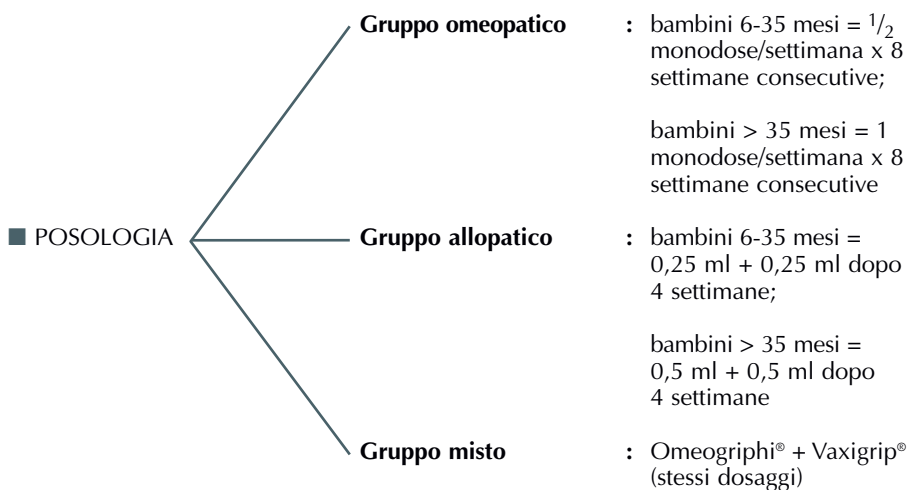 Gruppo omeopatico : bambini 6-35 mesi = 1/2
monodose/settimana x 8
settimane consecutive;
bambini > 35 mesi = 1
monodose/settimana x 8
settimane consecutive
■ POSOLOGIA
Gruppo allopatico : bambini 6-35 mesi =
0,25 ml + 0,25 ml dopo
4 settimane;
bambini > 35 mesi =
0,5 ml + 0,5 ml dopo
4 settimane
Gruppo misto : Omeogriphi® + Vaxigrip®
(stessi dosaggi)